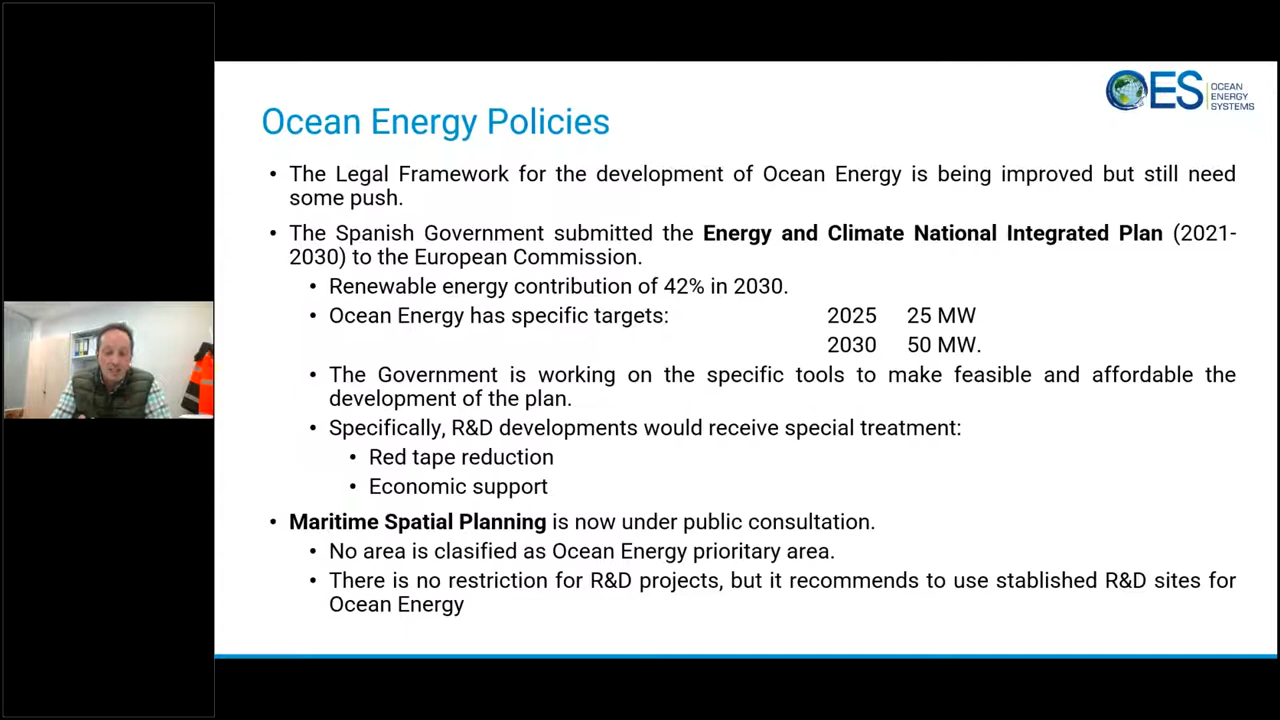 OES OCEAN
ENERGY
SYSTEMS
Ocean Energy Policies
• The Legal Framework for the development of Ocean Energy is being improved but still need
some push.
• The Spanish Government submitted the Energy and Climate National Integrated Plan (2021-
2030) to the European Commission.
• Renewable energy contribution of 42% in 2030.
• Ocean Energy has specific targets: 2025 25 MW
2030 50 MW.
• The Government is working on the specific tools to make feasible and affordable the
development of the plan.
• Specifically, R&D developments would receive special treatment:
• Red tape reduction
• Economic support
• Maritime Spatial Planning is now under public consultation.
• No area is clasified as Ocean Energy prioritary area.
• There is no restriction for R&D projects, but it recommends to use stablished R&D sites for
Ocean Energy